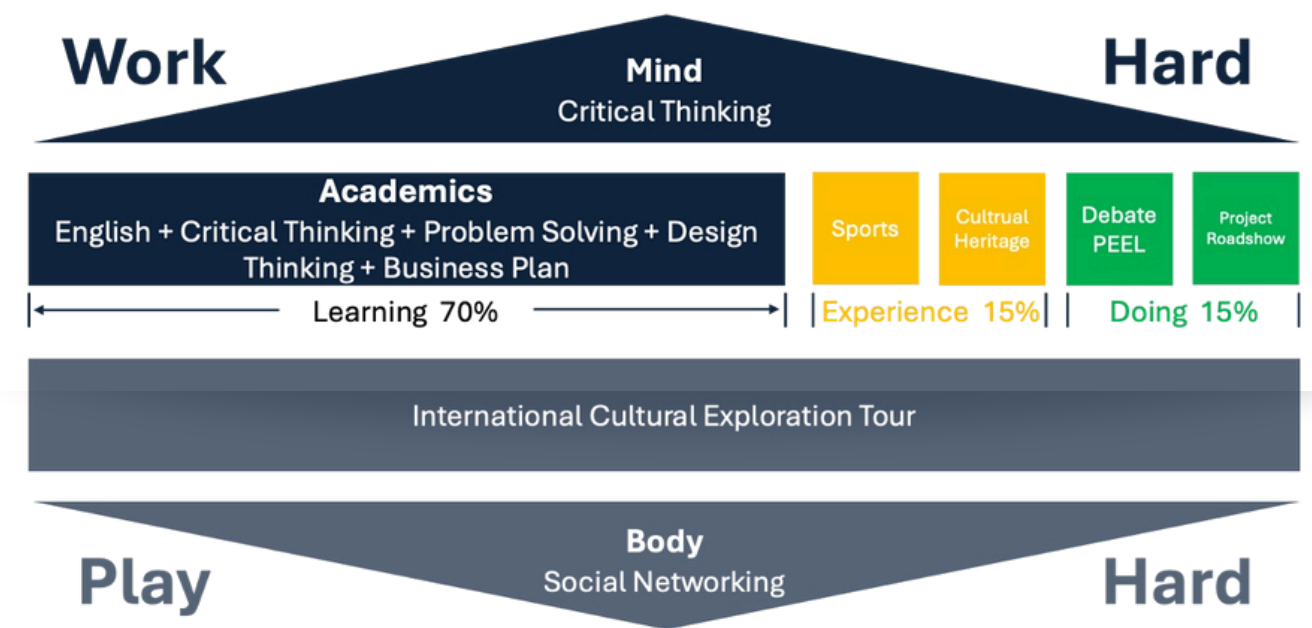 Work
Hard
Mind
Critical Thinking
Academics
English + Critical Thinking + Problem Solving + Design
Thinking + Business Plan
Sports
Cultrual
Heritage
Debate
PEEL
Project
Roadshow
Learning 70%
Experience 15%
Doing 15%
International Cultural Exploration Tour
Body
Social Networking
Play
Hard